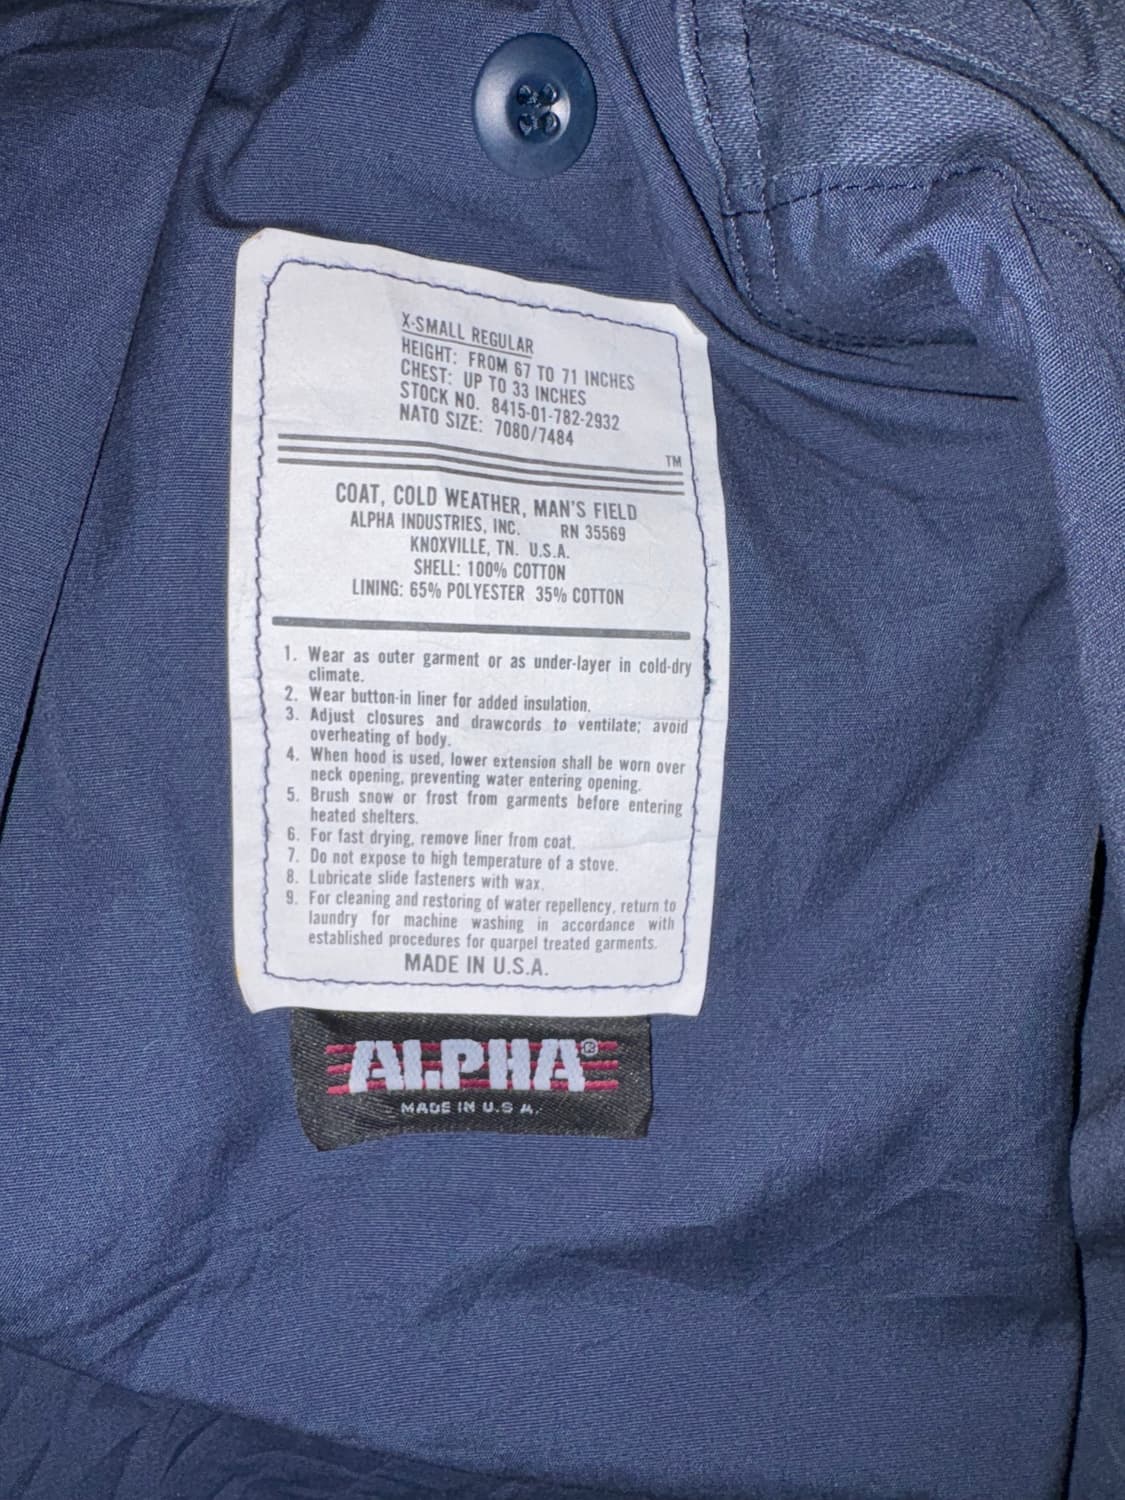 X-SMALL REGULAR
HEIGHT: FROM 67 TO 71 INCHES
CHEST: UP TO 33 INCHES
STOCK NO. 8415-01-782-2932
NATO SIZE: 7080/7484
TM
COAT, COLD WEATHER, MAN'S FIELD
ALPHA INDUSTRIES, INC. RN 35569
KNOXVILLE, TN. U.S.A.
SHELL: 100% COTTON
LINING: 65% POLYESTER 35% COTTON
1. Wear as outer garment or as under-layer in cold-dry
climate.
2. Wear button-in liner for added insulation.
3. Adjust closures and drawcords to ventilate; avoid
overheating of body.
4. When hood is used, lower extension shall be worn over
neck opening, preventing water entering opening.
5. Brush snow or frost from garments before entering
heated shelters.
6. For fast drying, remove liner from coat.
7. Do not expose to high temperature of a stove.
8. Lubricate slide fasteners with wax.
9. For cleaning and restoring of water repellency, return to
laundry for machine washing in accordance with
established procedures for quarpel treated garments.
MADE IN U.S.A.
ALPHA®
MADE IN U.S.A.